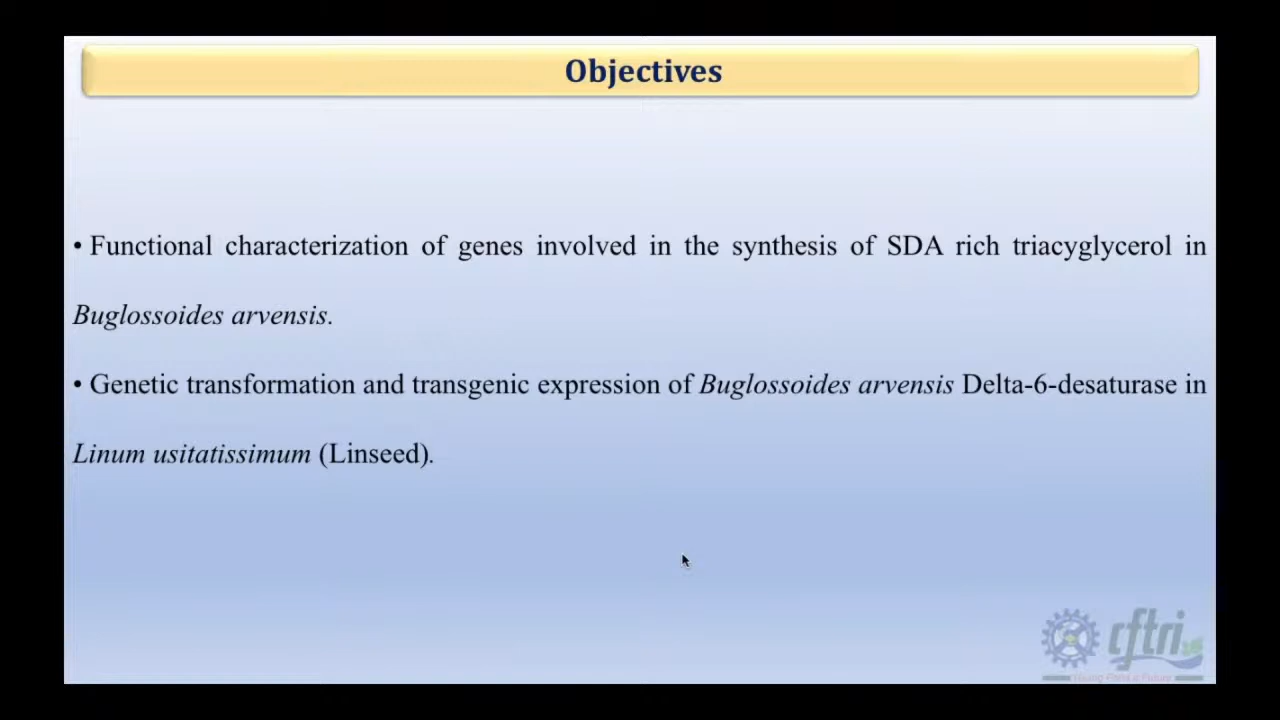 Objectives
• Functional characterization of genes involved in the synthesis of SDA rich triacyglycerol in
Buglossoides arvensis.
• Genetic transformation and transgenic expression of Buglossoides arvensis Delta-6-desaturase in
Linum usitatissimum (Linseed).
cftri